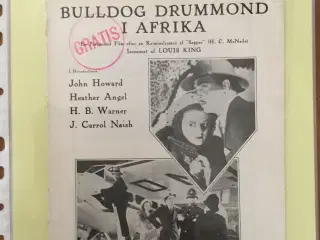 BULLDOG DRUMMOND
I AFRIKA
GRATIS
Film efter en Kriminalroman af "Sapper" (H. C. McNeile)
Iscenesat af LOUIS KING
I Hovedrollerne:
John Howard
Heather Angel
H. B. Warner
J. Carrol Naish